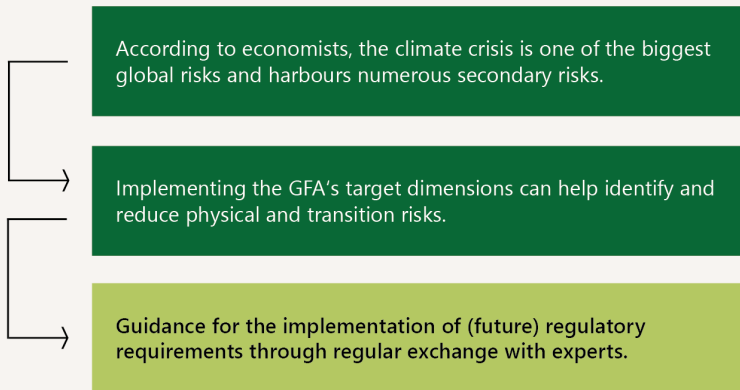 According to economists, the climate crisis is one of the biggest
global risks and harbours numerous secondary risks.
Implementing the GFA’s target dimensions can help identify and
reduce physical and transition risks.
Guidance for the implementation of (future) regulatory
requirements through regular exchange with experts.